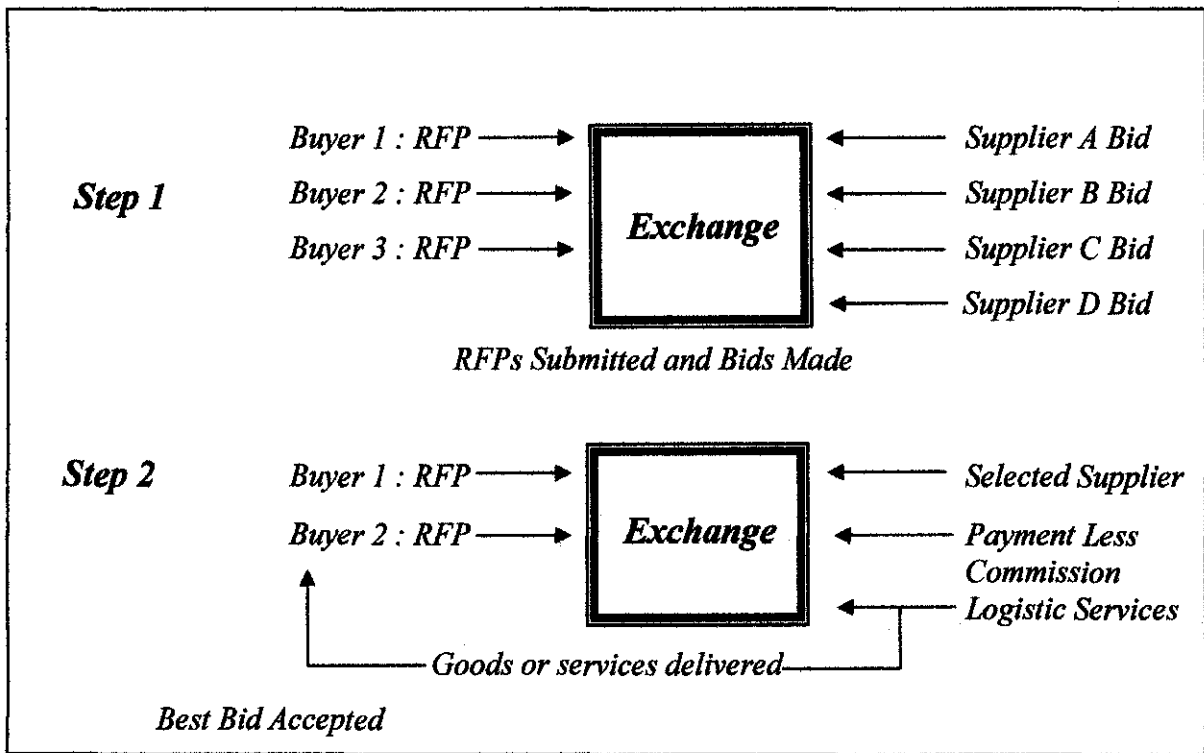 Buyer 1 : RFP
Supplier A Bid
Step 1
Buyer 2 : RFP
Exchange
Supplier B Bid
Buyer 3 : RFP
Supplier C Bid
Supplier D Bid
RFPs Submitted and Bids Made
Step 2
Buyer 1 : RFP
Selected Supplier
Buyer 2 : RFP
Exchange
Payment Less
Commission
Logistic Services
Goods or services delivered
Best Bid Accepted